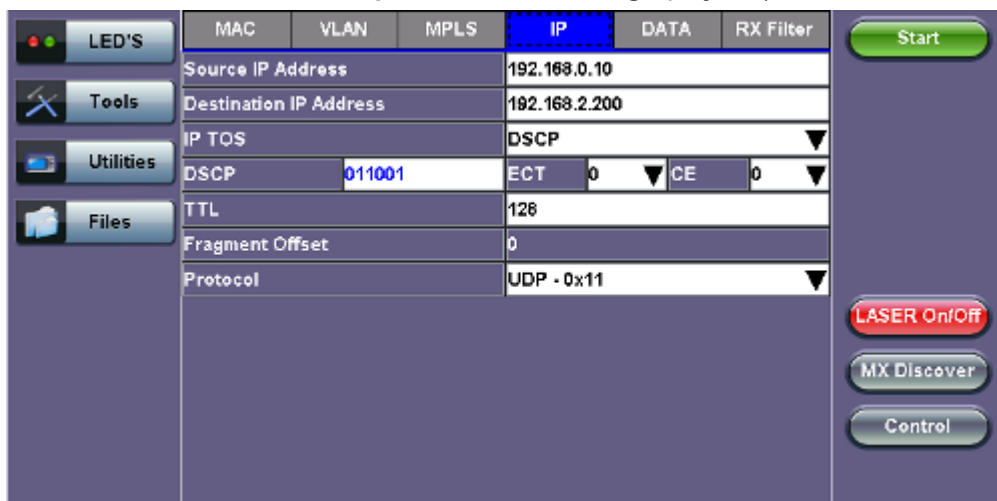 LED'S
Tools
Utilities
Files
MAC VLAN MPLS IP DATA RX Filter
Source IP Address 192.168.0.10
Destination IP Address 192.168.2.200
IP TOS DSCP
DSCP 011001 ECT 0 CE 0
TTL 128
Fragment Offset 0
Protocol UDP - 0x11
Start
LASER On/Off
MX Discover
Control